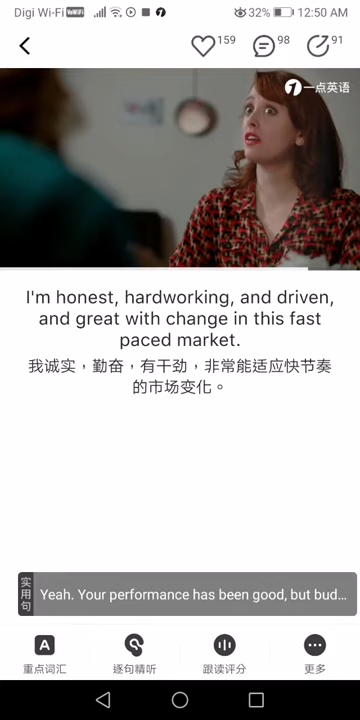 Digi Wi-Fi VoWiFi 32% 12:50 AM
159 98 91
一点英语
I'm honest, hardworking, and driven,
and great with change in this fast
paced market.
我诚实，勤奋，有干劲，非常能适应快节奏
的市场变化。
实用句 Yeah. Your performance has been good, but bud...
A
重点词汇 逐句精听 跟读评分 更多